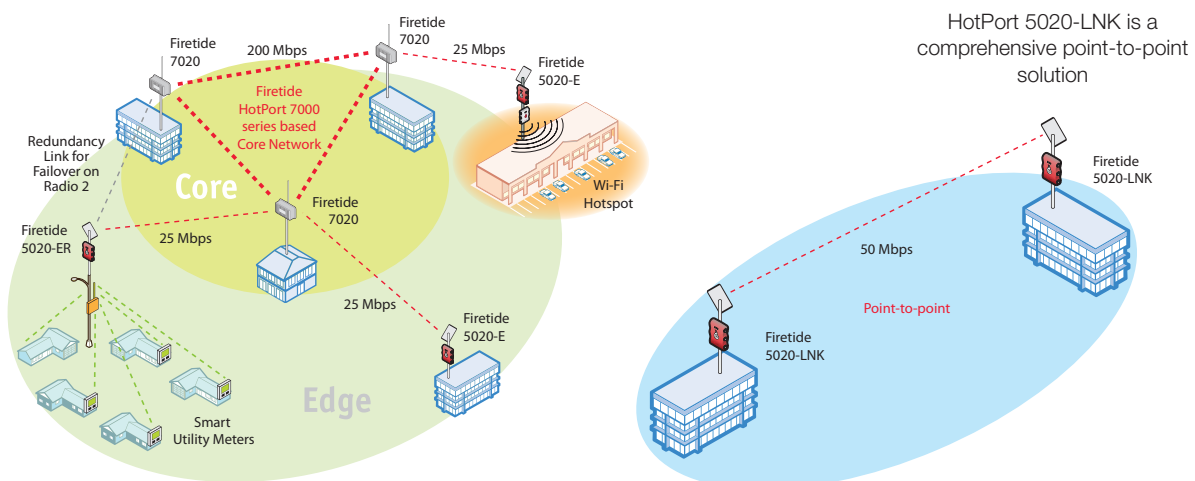 HotPort 5020-LNK is a
comprehensive point-to-point
solution
Firetide
7020
200 Mbps
Firetide
7020
25 Mbps
Firetide
5020-E
Firetide
HotPort 7000
series based
Core Network
Redundancy
Link for
Failover on
Radio 2
Core
Wi-Fi
Hotspot
Firetide
7020
Firetide
5020-ER
25 Mbps
25 Mbps
Firetide
5020-E
Edge
Smart
Utility Meters
Firetide
5020-LNK
50 Mbps
Point-to-point
Firetide
5020-LNK